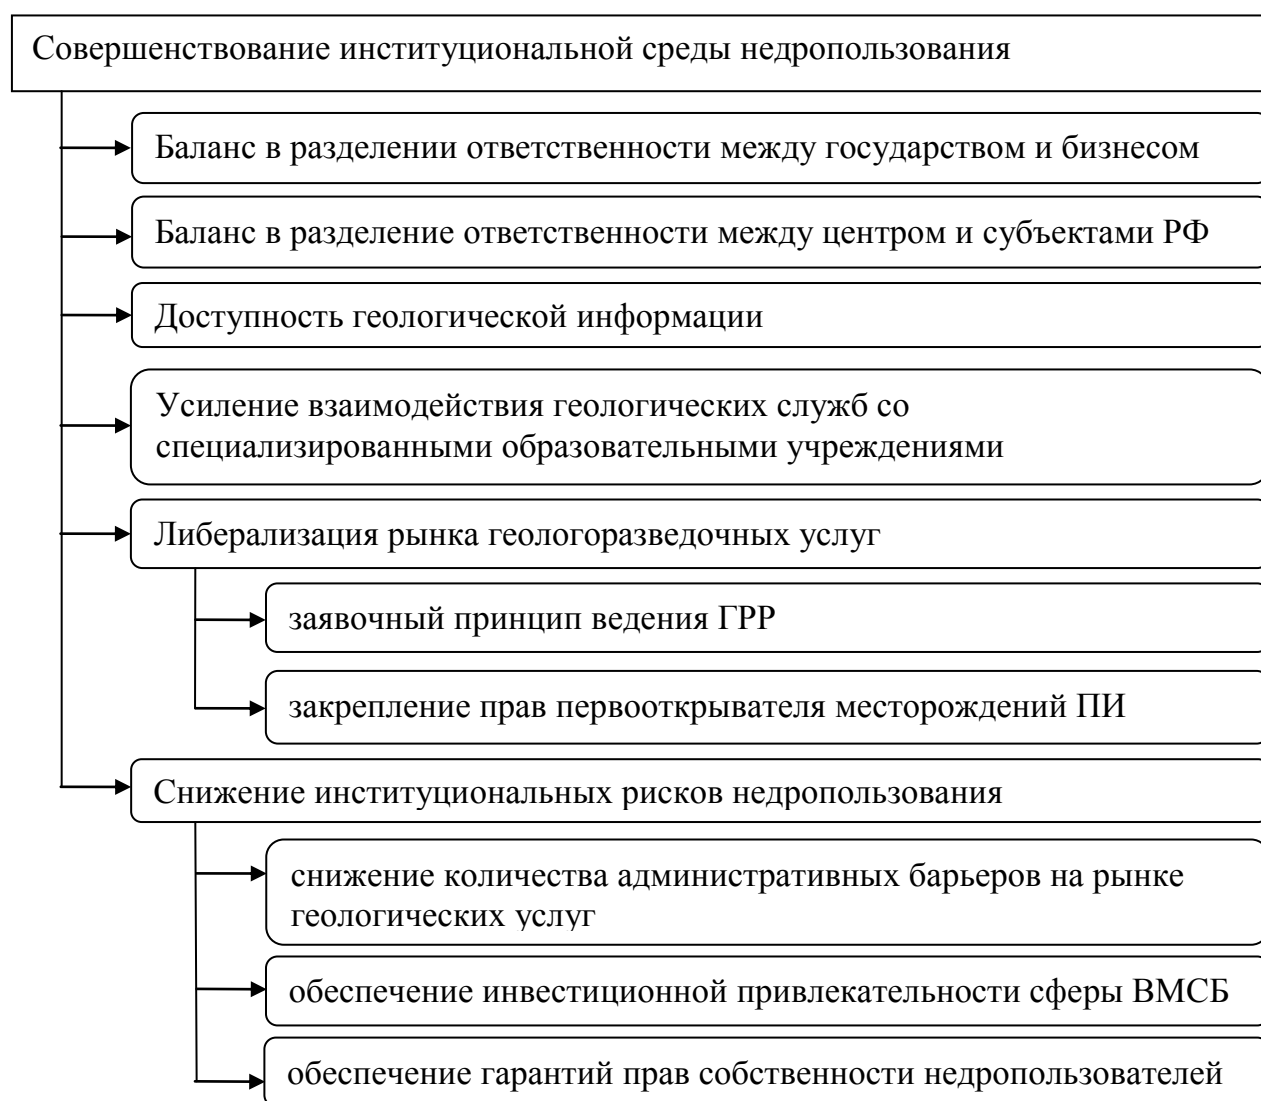 Совершенствование институциональной среды недропользования
Баланс в разделении ответственности между государством и бизнесом
Баланс в разделение ответственности между центром и субъектами РФ
Доступность геологической информации
Усиление взаимодействия геологических служб со
специализированными образовательными учреждениями
Либерализация рынка геологоразведочных услуг
заявочный принцип ведения ГРР
закрепление прав первооткрывателя месторождений ПИ
Снижение институциональных рисков недропользования
снижение количества административных барьеров на рынке
геологических услуг
обеспечение инвестиционной привлекательности сферы ВМСБ
обеспечение гарантий прав собственности недропользователей